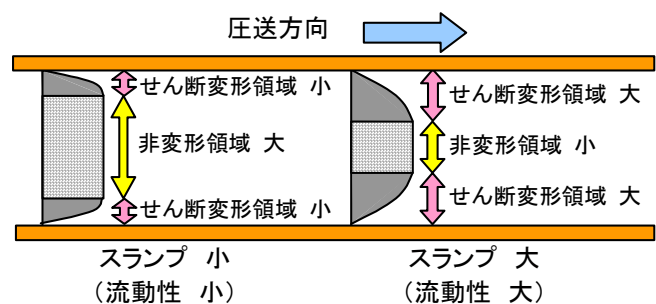 圧送方向
せん断変形領域 小
非変形領域 大
せん断変形領域 小
スランプ 小
（流動性 小）
せん断変形領域 大
非変形領域 小
せん断変形領域 大
スランプ 大
（流動性 大）